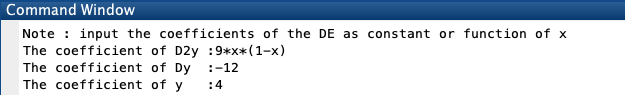 Command Window
Note : input the coefficients of the DE as constant or function of x
The coefficient of D2y :9*x*(1-x)
The coefficient of Dy  :-12
The coefficient of y   :4